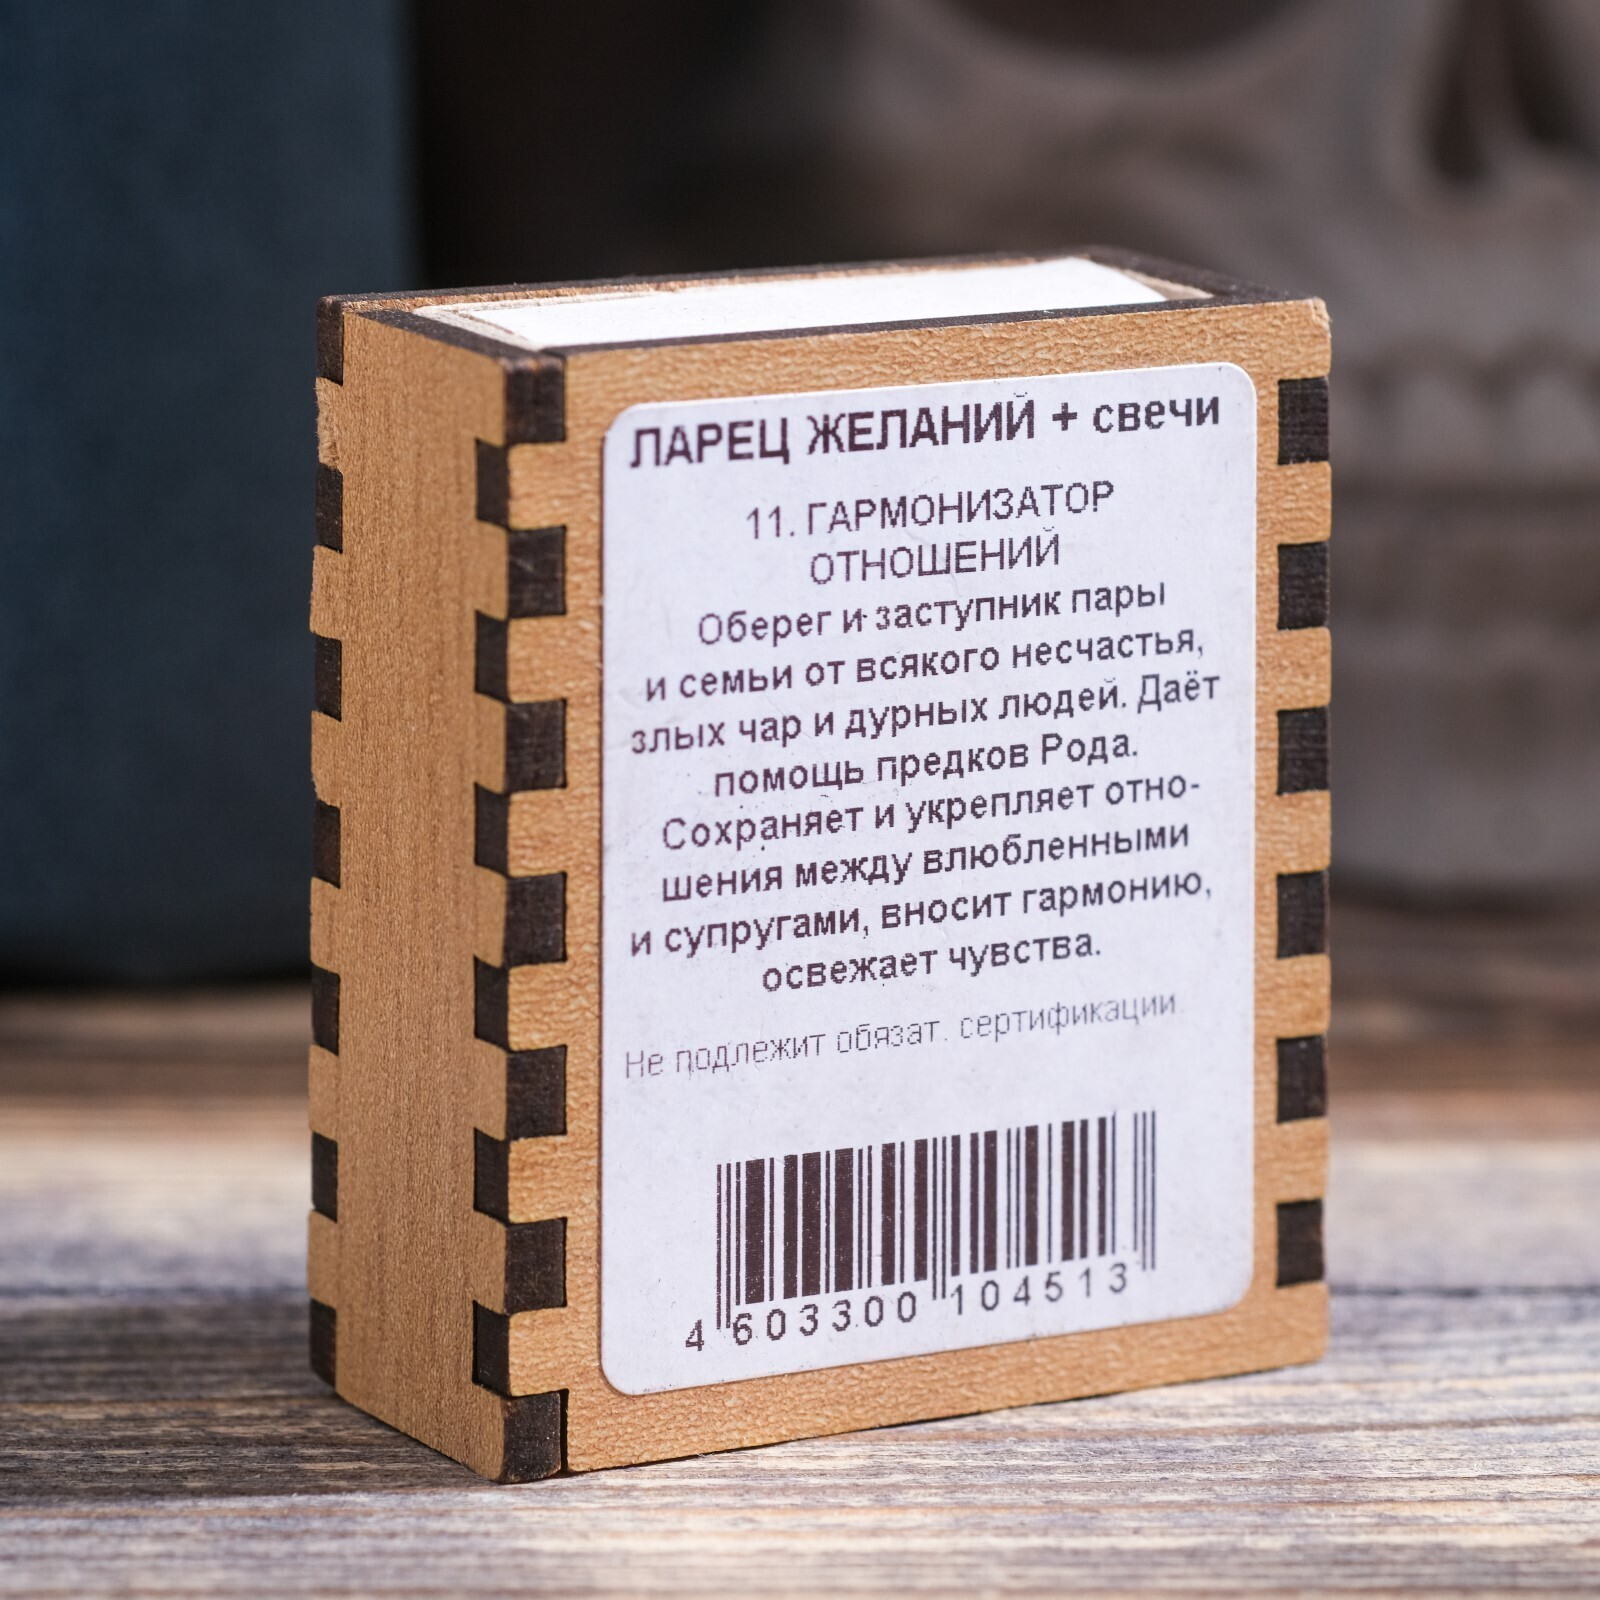 ЛАРЕЦ ЖЕЛАНИЙ + свечи
11. ГАРМОНИЗАТОР
ОТНОШЕНИЙ
Оберег и заступник пары
и семьи от всякого несчастья,
злых чар и дурных людей. Даёт
помощь предков Рода.
Сохраняет и укрепляет отно-
шения между влюбленными
и супругами, вносит гармонию,
освежает чувства.
Не подлежит обязат. сертификации
4 603300 104513